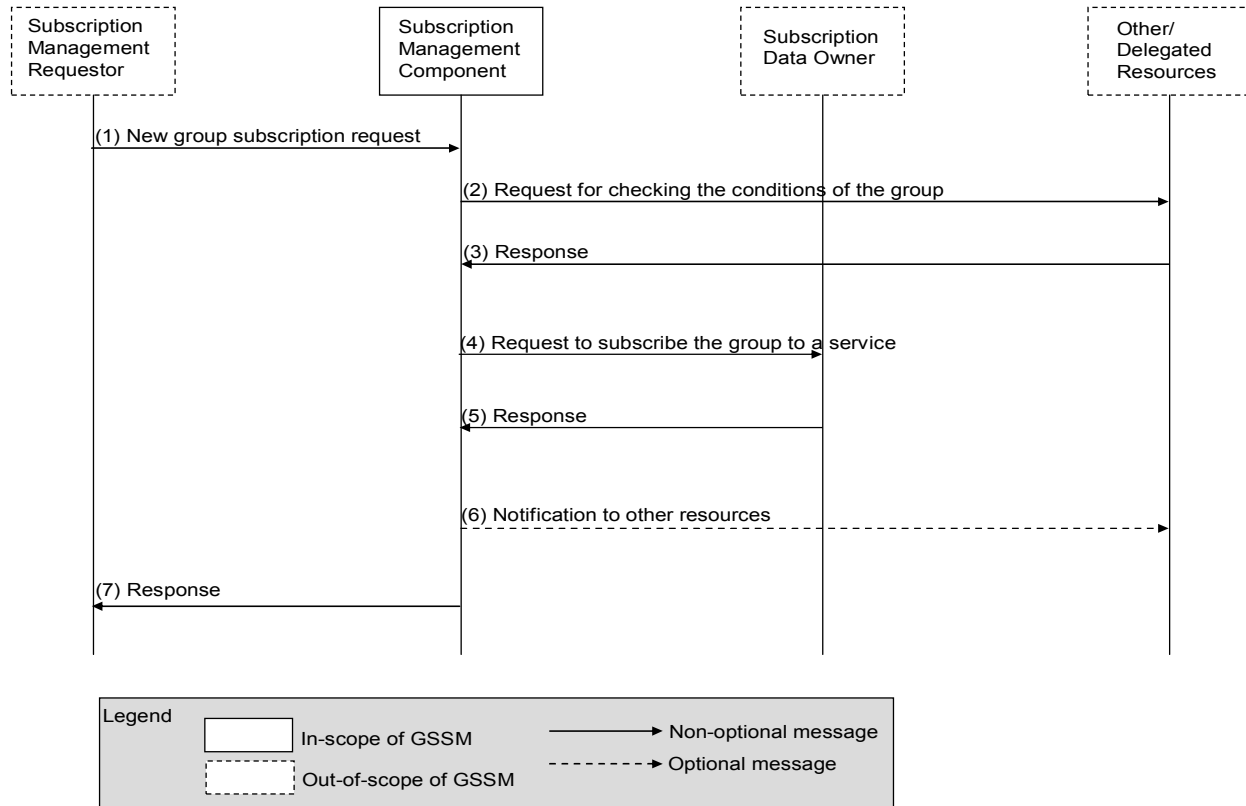 Subscription
Management
Requestor
Subscription
Management
Component
Subscription
Data Owner
Other/
Delegated
Resources
(1) New group subscription request
(2) Request for checking the conditions of the group
(3) Response
(4) Request to subscribe the group to a service
(5) Response
(6) Notification to other resources
(7) Response
Legend
In-scope of GSSM
Non-optional message
Out-of-scope of GSSM
Optional message